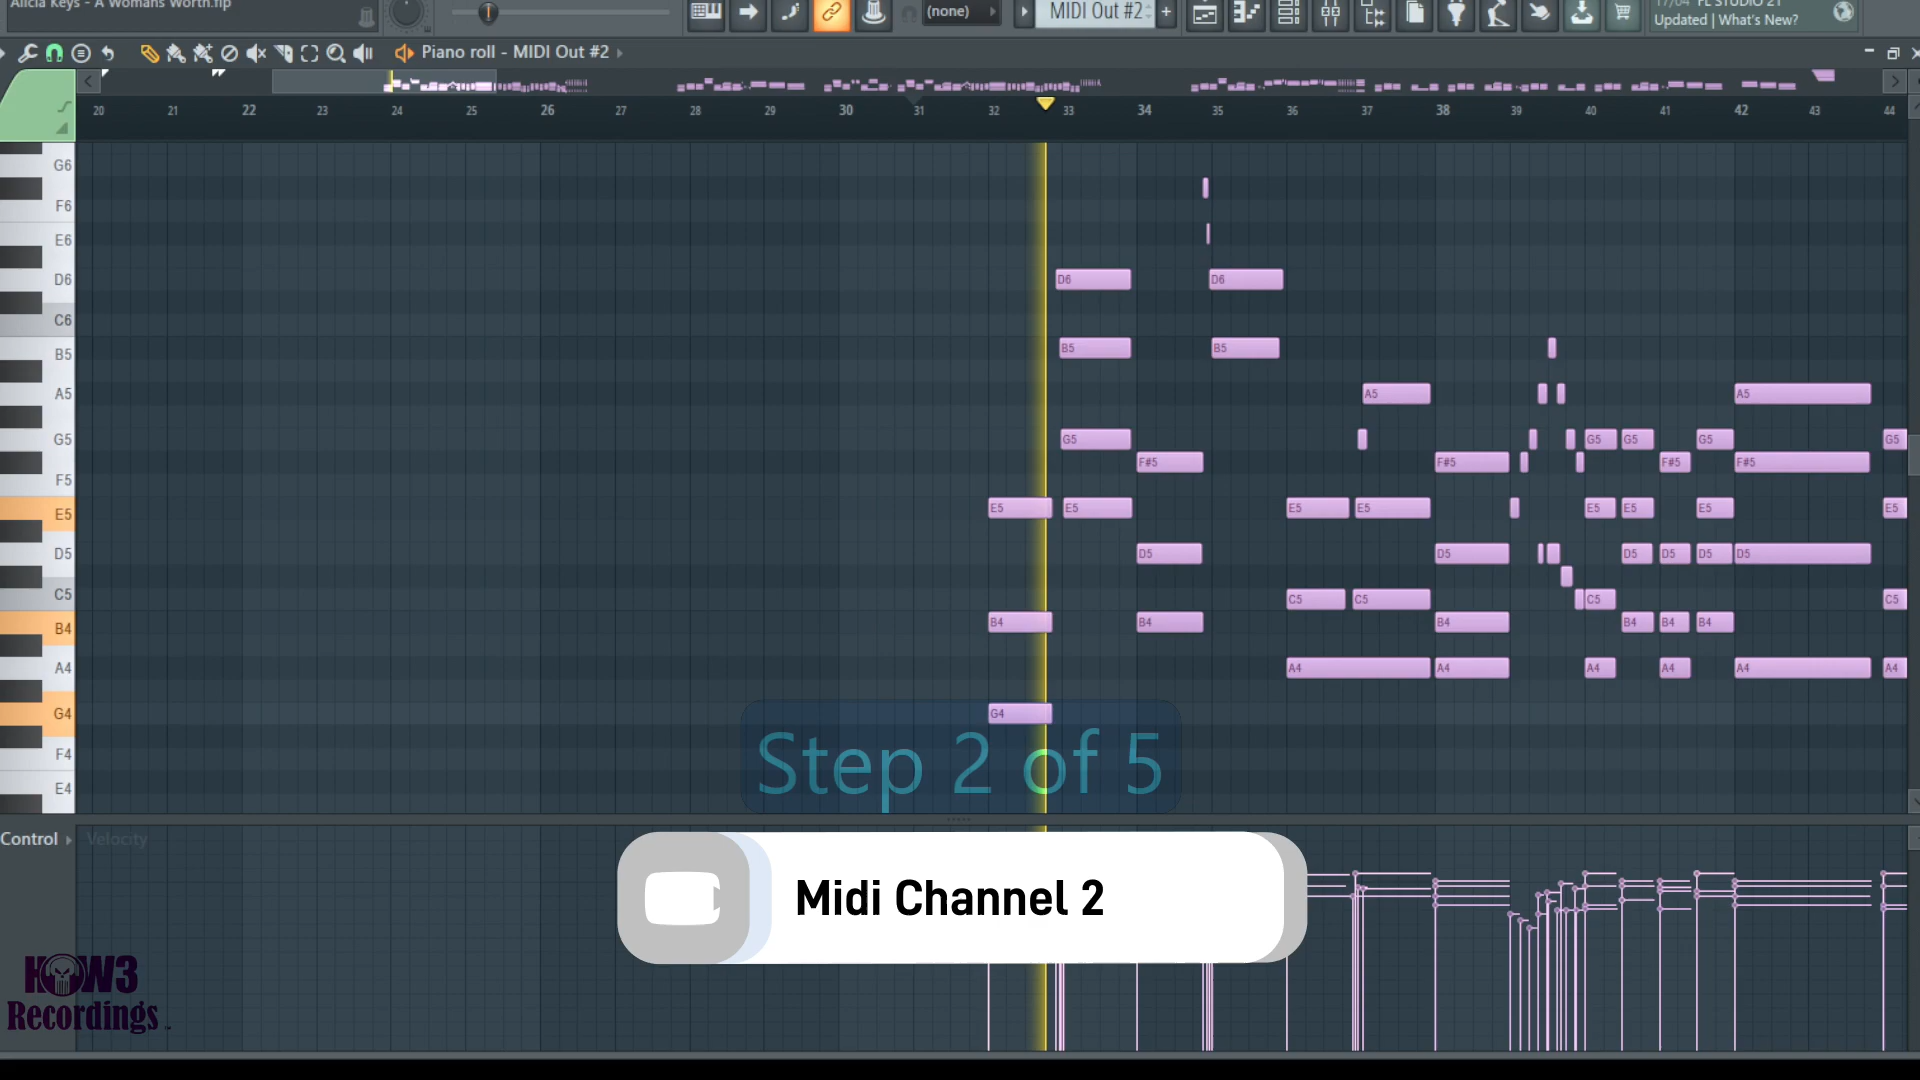 Alicia Keys - A Womans Worth.flp
(none)
MIDI Out #2
+
17/04 FL STUDIO 21
Updated | What's New?
Piano roll - MIDI Out #2
20 21 22 23 24 25 26 27 28 29 30 31 32 33 34 35 36 37 38 39 40 41 42 43 44
G6
F6
E6
D6 D6 D6
C6
B5 B5 B5
A5 A5 A5
G5 G5 G5 G5 G5 G5
F#5 F#5 F#5 F#5
F5
E5 E5 E5 E5 E5 E5 E5 E5 E5
D5 D5 D5 D5 D5 D5 D5
C5 C5 C5 C5 C5
B4 B4 B4 B4 B4 B4 B4
A4 A4 A4 A4 A4 A4 A4
G4 G4
F4
E4
Step 2 of 5
Control Velocity
Midi Channel 2
HOW3
Recordings